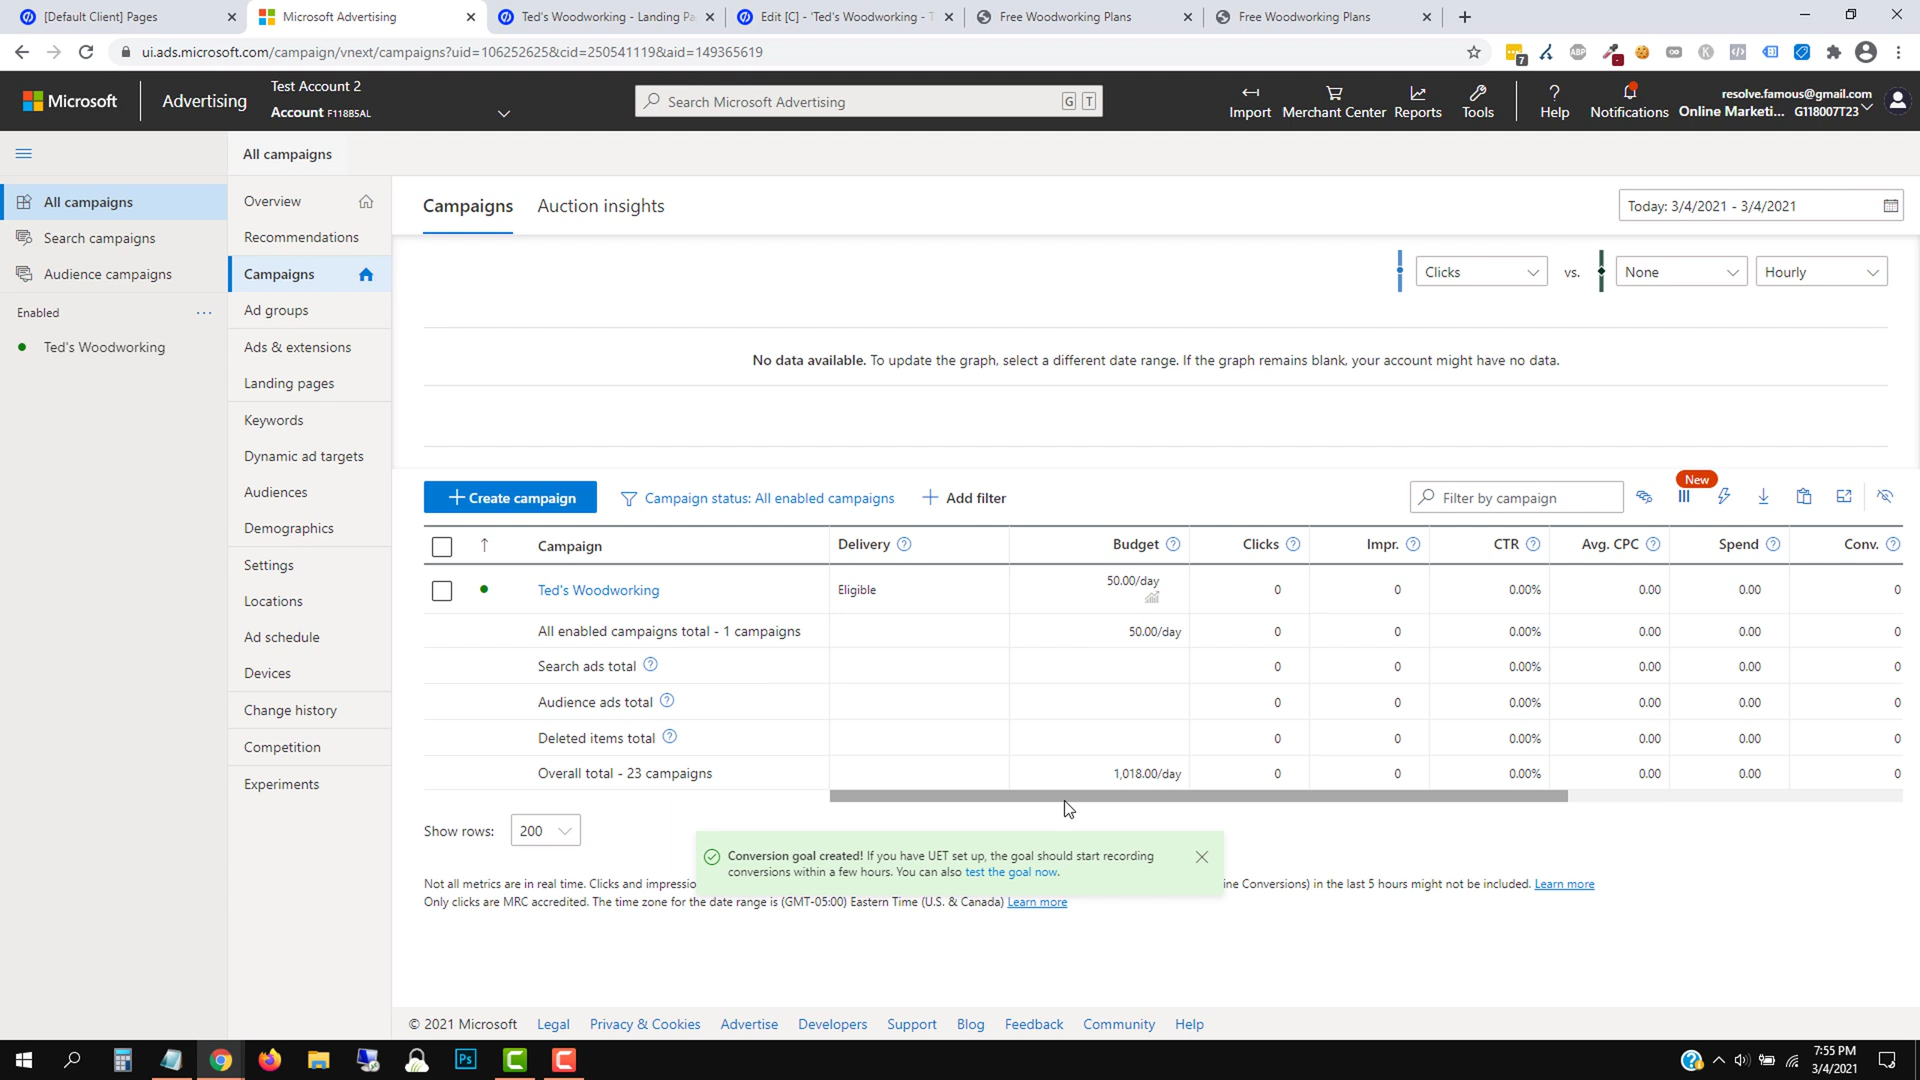 [Default Client] Pages
Microsoft Advertising
Ted's Woodworking - Landing Pa
Edit [C] - 'Ted's Woodworking - T
Free Woodworking Plans
Free Woodworking Plans
ui.ads.microsoft.com/campaign/vnext/campaigns?uid=106252625&cid=250541119&aid=149365619
ABP
7
K
Microsoft
Advertising
Test Account 2
Account F118B5AL
Search Microsoft Advertising
G T
Import
Merchant Center
Reports
Tools
Help
Notifications
resolve.famous@gmail.com
Online Marketi... G118007T23
All campaigns
Search campaigns
Audience campaigns
Enabled
...
Ted's Woodworking
All campaigns
Overview
Recommendations
Campaigns
Ad groups
Ads & extensions
Landing pages
Keywords
Dynamic ad targets
Audiences
Demographics
Settings
Locations
Ad schedule
Devices
Change history
Competition
Experiments
Campaigns
Auction insights
Today: 3/4/2021 - 3/4/2021
Clicks
vs.
None
Hourly
No data available. To update the graph, select a different date range. If the graph remains blank, your account might have no data.
Create campaign
Campaign status: All enabled campaigns
Add filter
Filter by campaign
New
Campaign Delivery Budget Clicks Impr. CTR Avg. CPC Spend Conv.
Ted's Woodworking Eligible 50.00/day 0 0 0.00% 0.00 0.00 0
All enabled campaigns total - 1 campaigns 50.00/day 0 0 0.00% 0.00 0.00 0
Search ads total 0 0 0.00% 0.00 0.00 0
Audience ads total 0 0 0.00% 0.00 0.00 0
Deleted items total 0 0 0.00% 0.00 0.00 0
Overall total - 23 campaigns 1,018.00/day 0 0 0.00% 0.00 0.00 0
Show rows: 200
Conversion goal created! If you have UET set up, the goal should start recording
conversions within a few hours. You can also test the goal now.
Not all metrics are in real time. Clicks and impressio
ine Conversions) in the last 5 hours might not be included. Learn more
Only clicks are MRC accredited. The time zone for the date range is (GMT-05:00) Eastern Time (U.S. & Canada) Learn more
© 2021 Microsoft Legal Privacy & Cookies Advertise Developers Support Blog Feedback Community Help
Ps
7:55 PM
3/4/2021